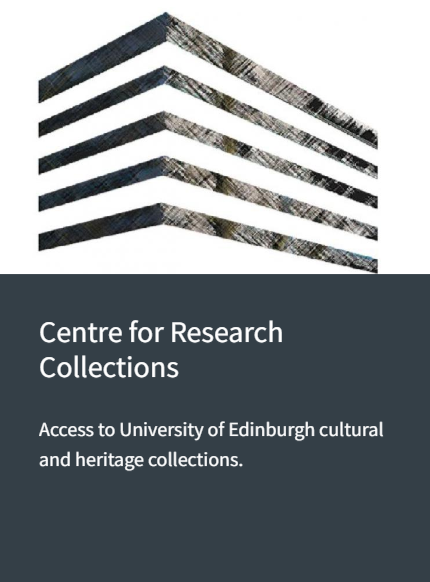 Centre for Research
Collections
Access to University of Edinburgh cultural
and heritage collections.